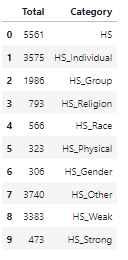 Total Category
0 5561 HS
1 3575 HS_Individual
2 1986 HS_Group
3 793 HS_Religion
4 566 HS_Race
5 323 HS_Physical
6 306 HS_Gender
7 3740 HS_Other
8 3383 HS_Weak
9 473 HS_Strong